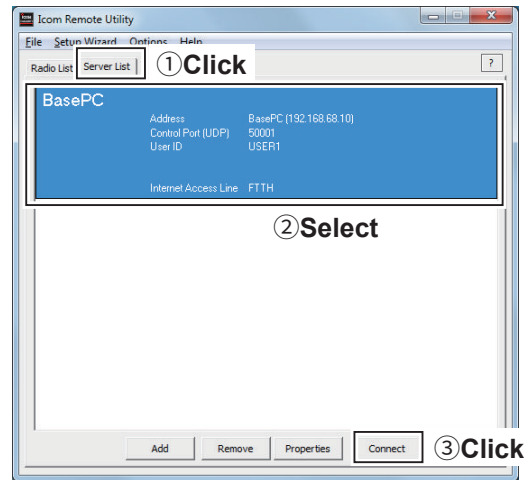 Icom Remote Utility
File Setup Wizard Options Help
Radio List Server List ①Click ?
BasePC
Address BasePC (192.168.68.10)
Control Port (UDP) 50001
User ID USER1
Internet Access Line FTTH
②Select
Add Remove Properties Connect ③Click